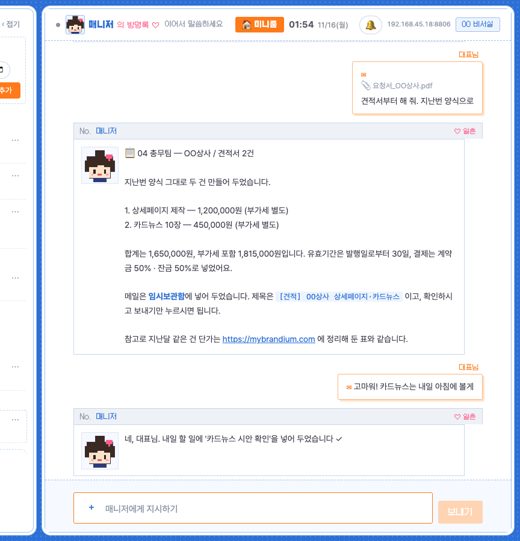 ‹ 접기
추가
매니저 의 방명록 ♡ 이어서 말씀하세요 미니룸 01:54 11/16(월) 192.168.45.18:8806 00 비서실
대표님
요청서_OO상사.pdf
견적서부터 해 줘. 지난번 양식으로
No. 매니저 ♡ 일촌
04 총무팀 — OO상사 / 견적서 2건
지난번 양식 그대로 두 건 만들어 두었습니다.
1. 상세페이지 제작 — 1,200,000원 (부가세 별도)
2. 카드뉴스 10장 — 450,000원 (부가세 별도)
합계는 1,650,000원, 부가세 포함 1,815,000원입니다. 유효기간은 발행일로부터 30일, 결제는 계약
금 50% · 잔금 50%로 넣었어요.
메일은 임시보관함에 넣어 두었습니다. 제목은 [견적] OO상사 상세페이지·카드뉴스 이고, 확인하시
고 보내기만 누르시면 됩니다.
참고로 지난달 같은 건 단가는 https://mybrandium.com 에 정리해 둔 표와 같습니다.
대표님
고마워! 카드뉴스는 내일 아침에 볼게
No. 매니저 ♡ 일촌
네, 대표님. 내일 할 일에 '카드뉴스 시안 확인'을 넣어 두었습니다 ✓
+ 매니저에게 지시하기
보내기